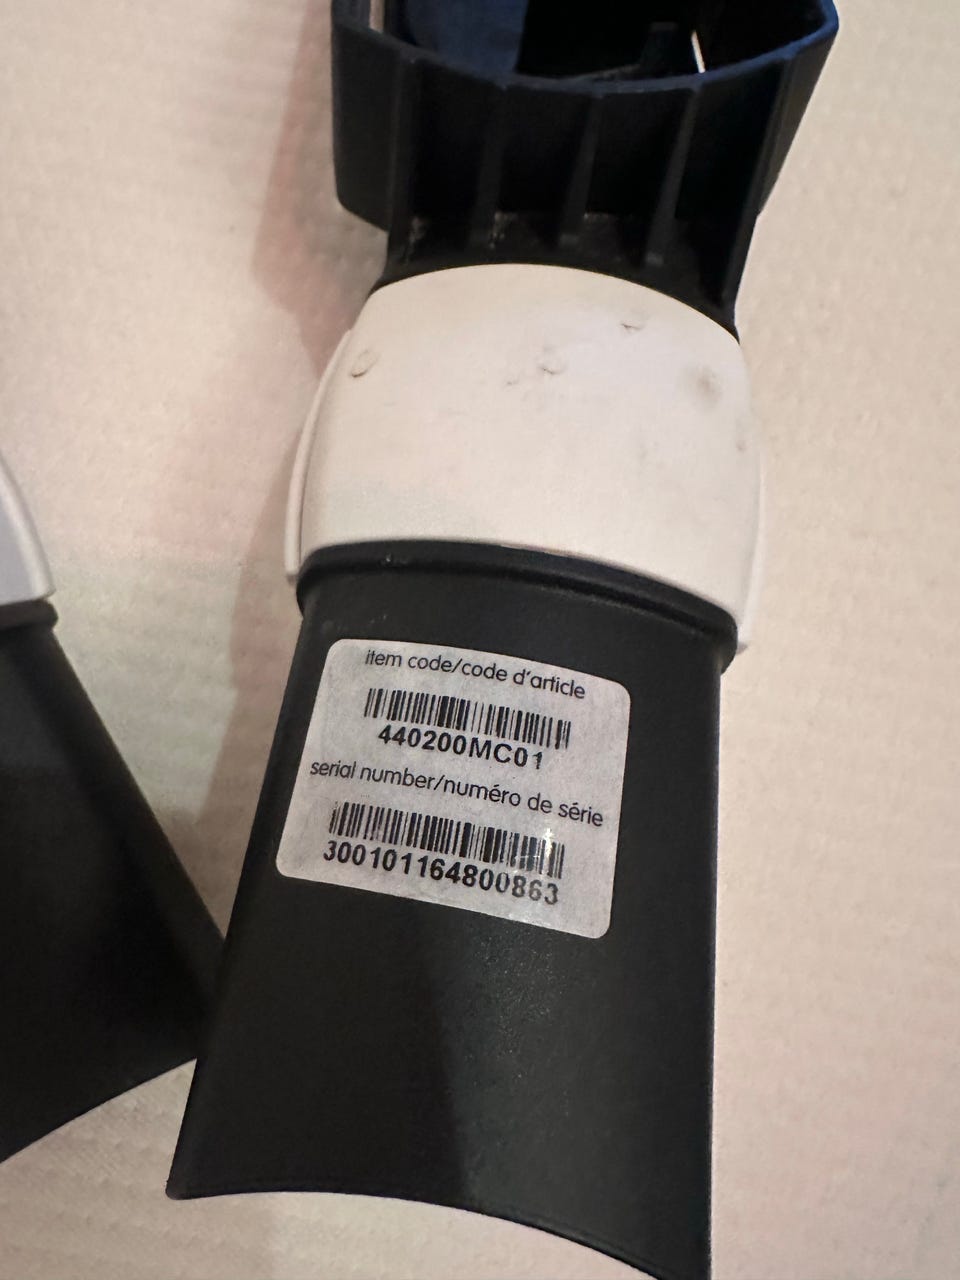 item code/code d'article
440200MC01
serial number/numéro de série
300101164800863